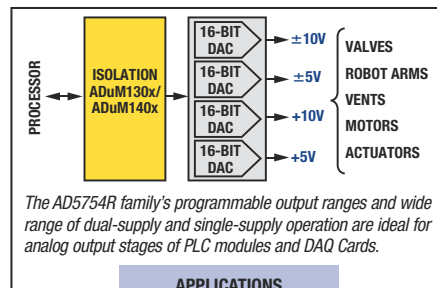 PROCESSOR
ISOLATION
ADuM130x/
ADuM140x
16-BIT
DAC
16-BIT
DAC
16-BIT
DAC
16-BIT
DAC
±10V
±5V
+10V
+5V
VALVES
ROBOT ARMS
VENTS
MOTORS
ACTUATORS
The AD5754R family's programmable output ranges and wide
range of dual-supply and single-supply operation are ideal for
analog output stages of PLC modules and DAQ Cards.
APPLICATIONS